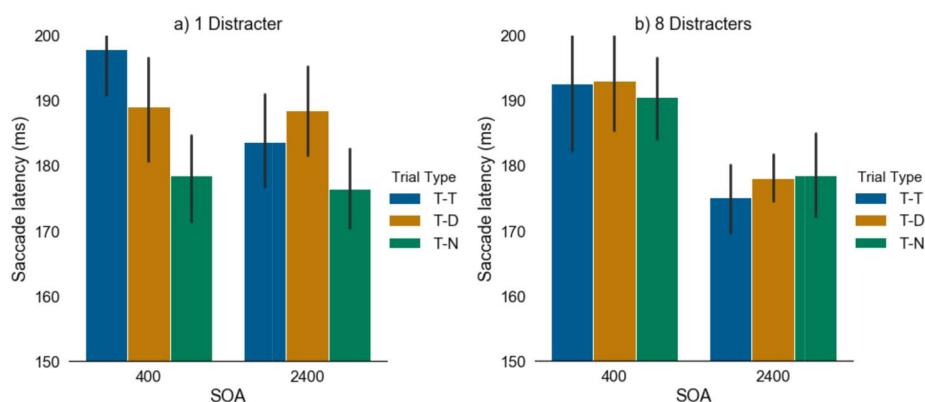 a) 1 Distracter
200
190
180
170
160
150
Saccade latency (ms)
400
2400
SOA
Trial Type
T-T
T-D
T-N
b) 8 Distracters
200
190
180
170
160
150
Saccade latency (ms)
400
2400
SOA
Trial Type
T-T
T-D
T-N